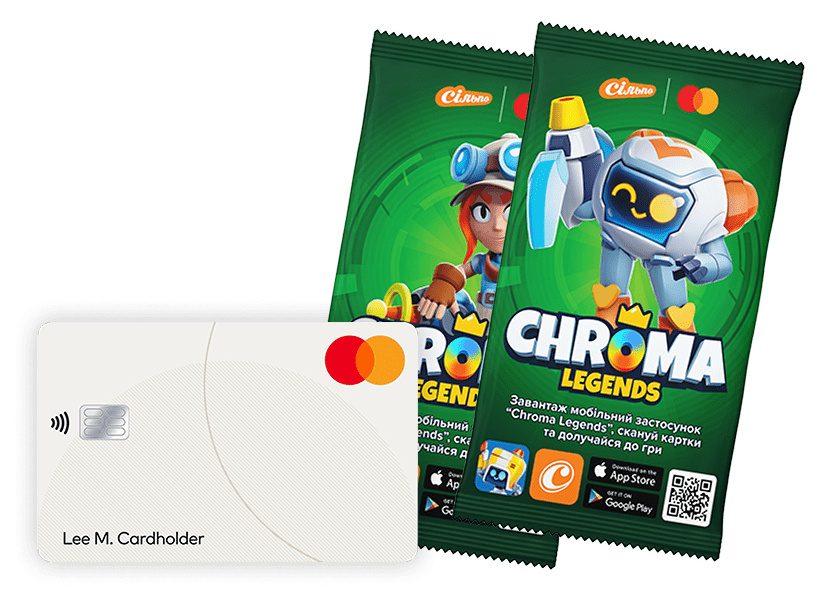 Сільпо
Сільпо
CHROMA
LEGENDS
Завантаж мобільний застосунок
“Chroma Legends”, скануй картки
та долучайся до гри
Download on the
App Store
GET IT ON
Google Play
Lee M. Cardholder